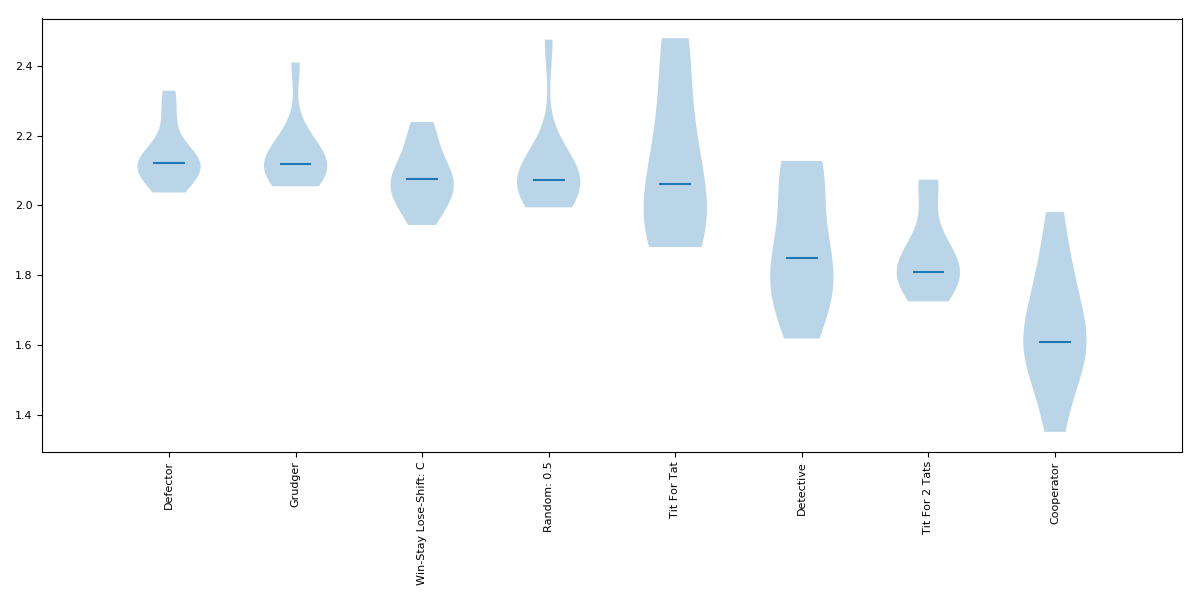 2.4
2.2
2.0
1.8
1.6
1.4
Defector
Grudger
Win-Stay Lose-Shift: C
Random: 0.5
Tit For Tat
Detective
Tit For 2 Tats
Cooperator